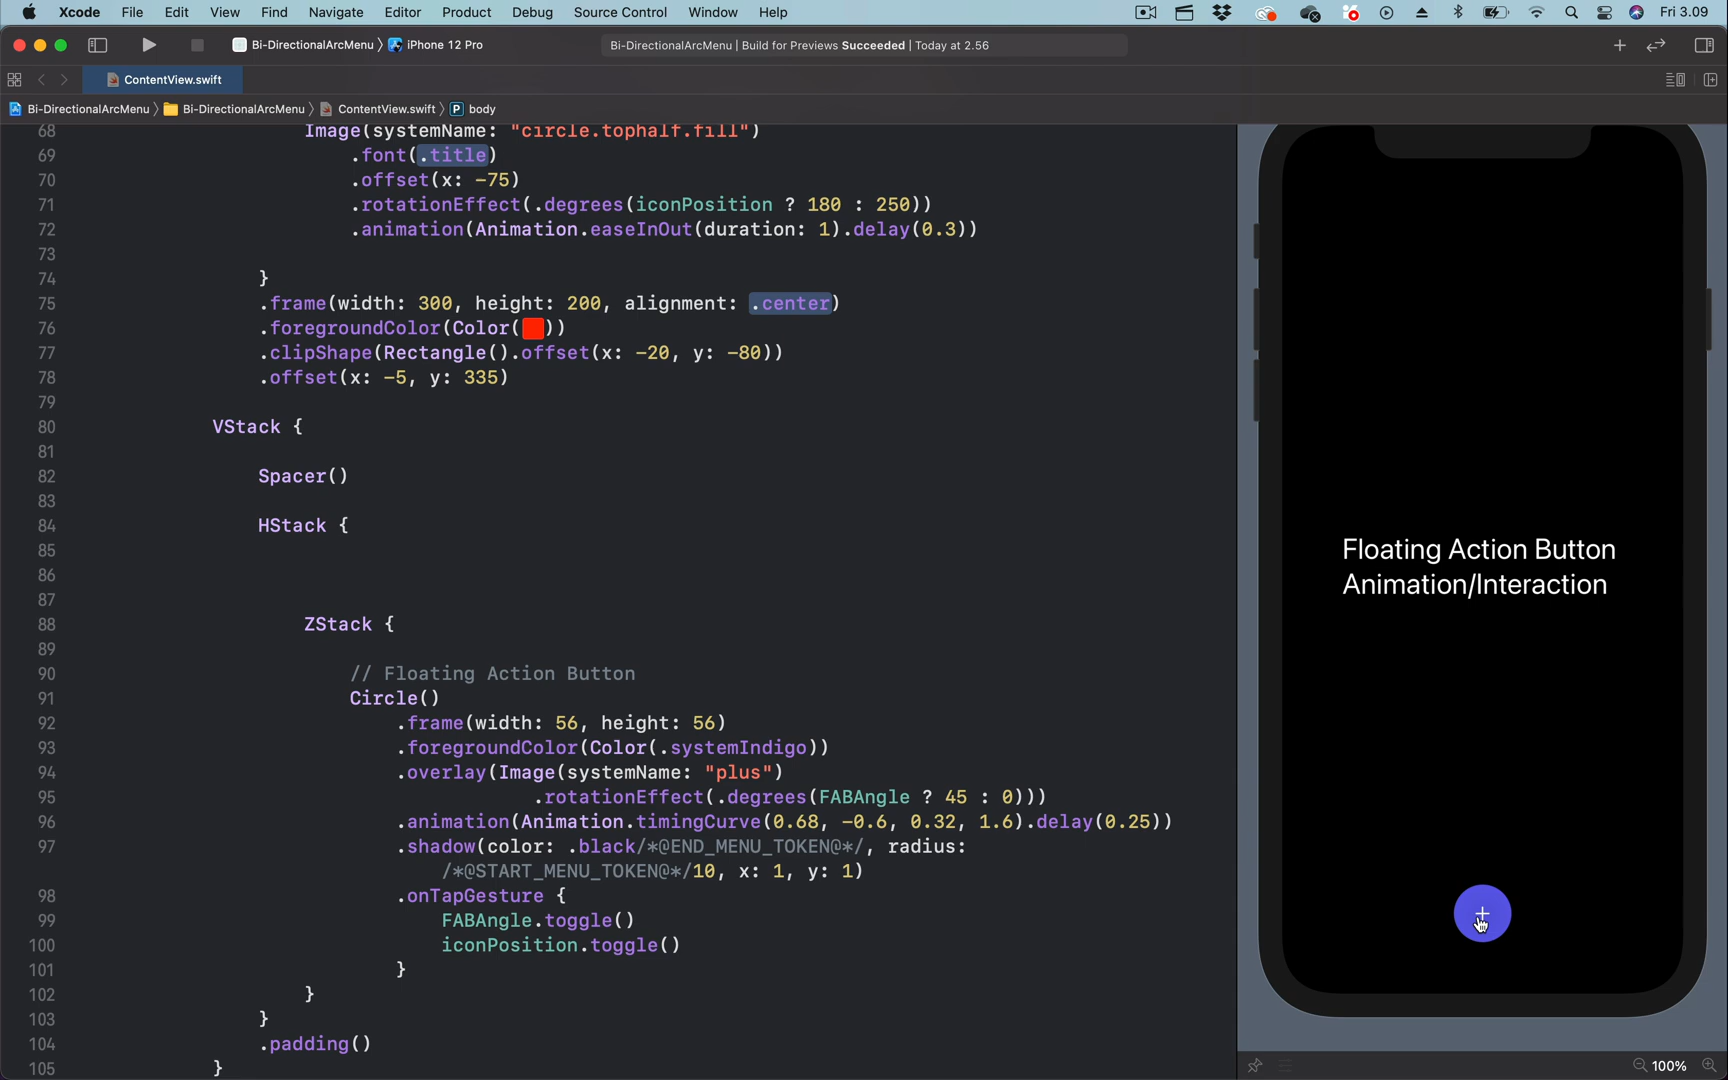 Xcode File Edit View Find Navigate Editor Product Debug Source Control Window Help Fri 3.09
Bi-DirectionalArcMenu 〉 iPhone 12 Pro Bi-DirectionalArcMenu | Build for Previews Succeeded | Today at 2.56
ContentView.swift
Bi-DirectionalArcMenu 〉 Bi-DirectionalArcMenu 〉 ContentView.swift 〉 P body
68 Image(systemName: "circle.tophalf.fill")
69 .font(.title)
70 .offset(x: -75)
71 .rotationEffect(.degrees(iconPosition ? 180 : 250))
72 .animation(Animation.easeInOut(duration: 1).delay(0.3))
73
74 }
75 .frame(width: 300, height: 200, alignment: .center)
76 .foregroundColor(Color( ))
77 .clipShape(Rectangle().offset(x: -20, y: -80))
78 .offset(x: -5, y: 335)
79
80 VStack {
81
82 Spacer()
83
84 HStack {
85
86
87
88 ZStack {
89
90 // Floating Action Button
91 Circle()
92 .frame(width: 56, height: 56)
93 .foregroundColor(Color(.systemIndigo))
94 .overlay(Image(systemName: "plus")
95 .rotationEffect(.degrees(FABAngle ? 45 : 0)))
96 .animation(Animation.timingCurve(0.68, -0.6, 0.32, 1.6).delay(0.25))
97 .shadow(color: .black/*@END_MENU_TOKEN@*/, radius:
/*@START_MENU_TOKEN@*/10, x: 1, y: 1)
98 .onTapGesture {
99 FABAngle.toggle()
100 iconPosition.toggle()
101 }
102 }
103 }
104 .padding()
105 }
Floating Action Button
Animation/Interaction
100%